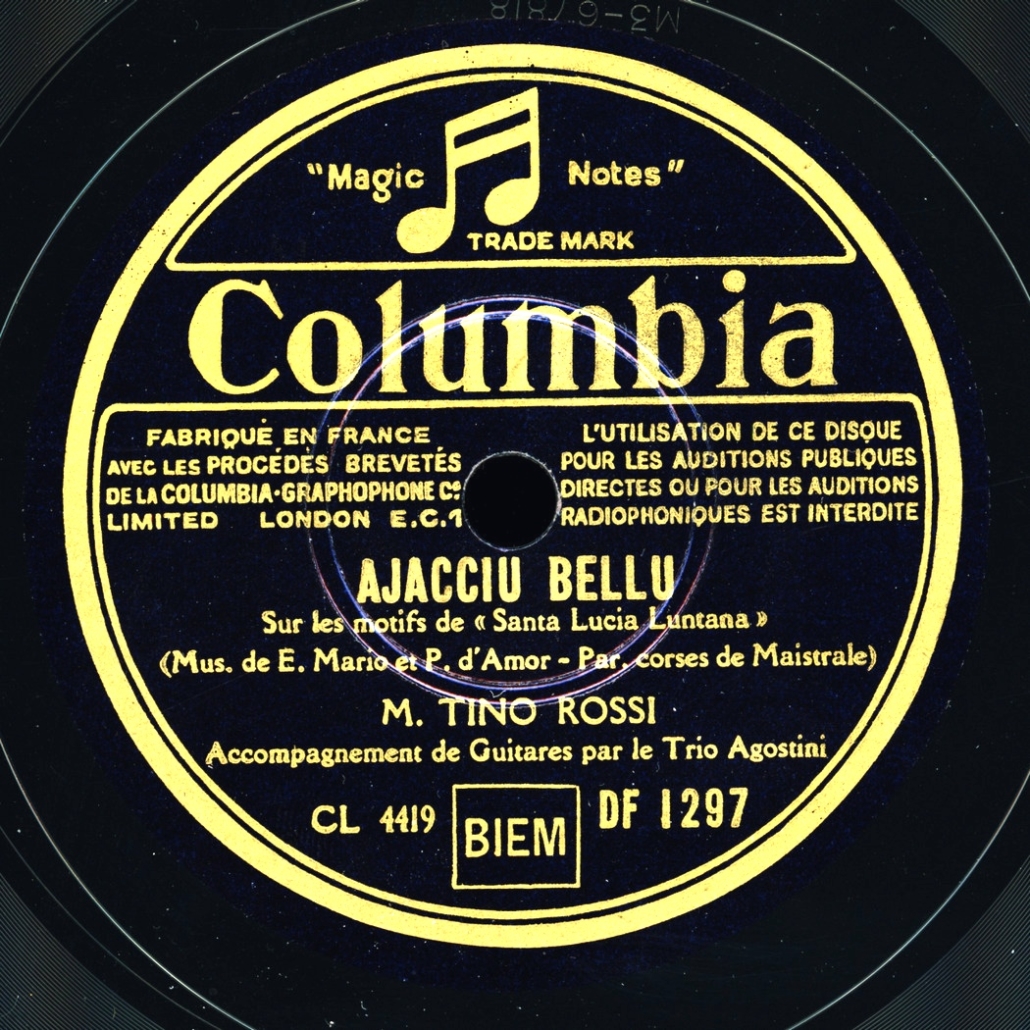 "Magic Notes"
TRADE MARK
Columbia
FABRIQUÉ EN FRANCE
AVEC LES PROCÉDÉS BREVETÉS
DE LA COLUMBIA-GRAPHOPHONE Cº
LIMITED LONDON E.C.1
L'UTILISATION DE CE DISQUE
POUR LES AUDITIONS PUBLIQUES
DIRECTES OU POUR LES AUDITIONS
RADIOPHONIQUES EST INTERDITE
AJACCIU BELLU
Sur les motifs de « Santa Lucia Luntana »
(Mus. de E. Mario et P. d'Amor - Par. corses de Maistrale)
M. TINO ROSSI
Accompagnement de Guitares par le Trio Agostini
CL 4419 BIEM DF 1297